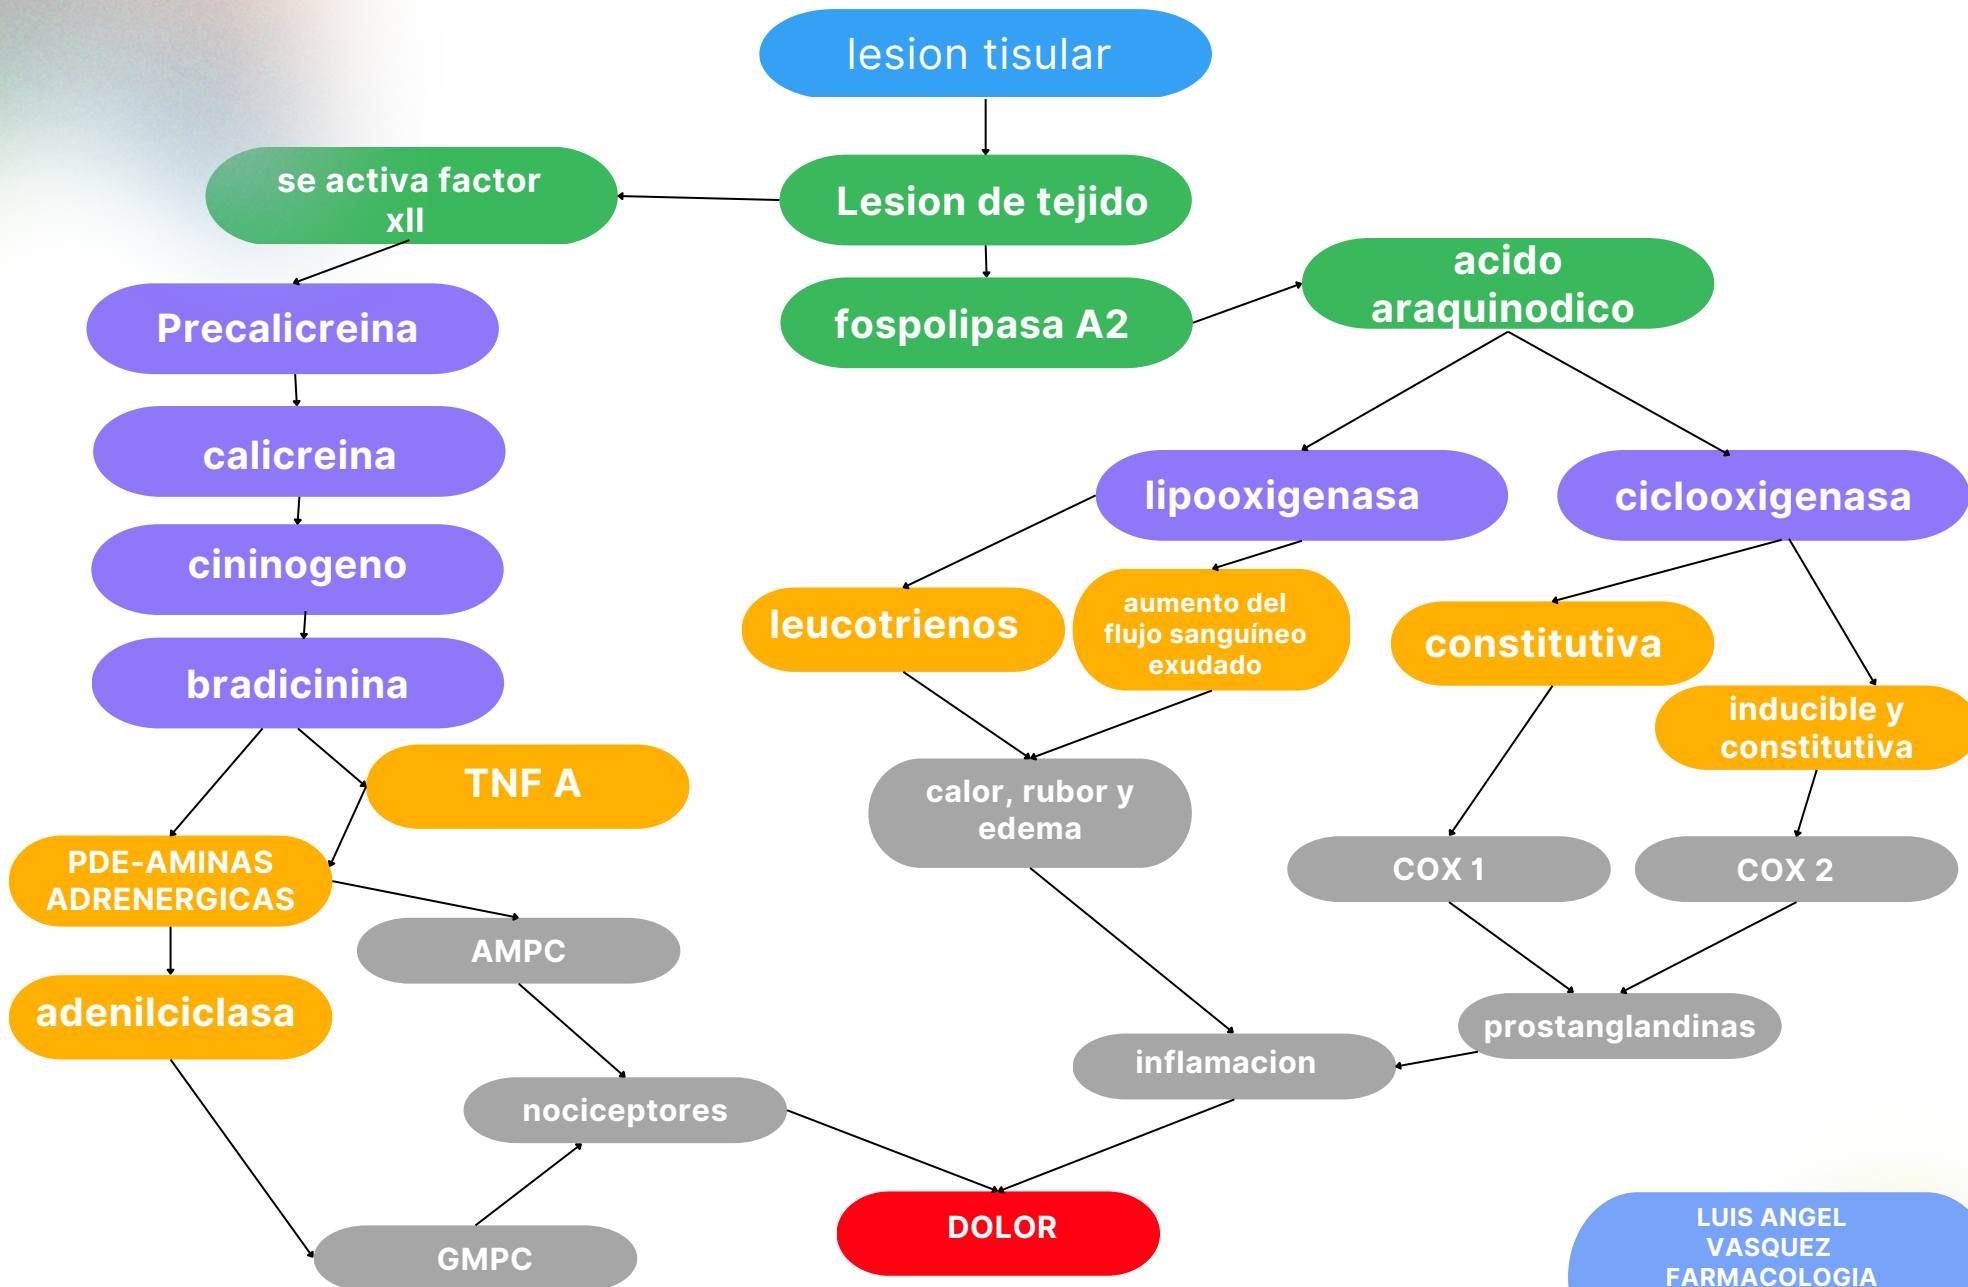 lesion tisular
se activa factor
xll
Lesion de tejido
acido
araquinodico
Precalicreina
fospolipasa A2
calicreina
lipooxigenasa
ciclooxigenasa
cininogeno
leucotrienos
aumento del
flujo sanguíneo
exudado
constitutiva
bradicinina
inducible y
constitutiva
TNF A
calor, rubor y
edema
PDE-AMINAS
ADRENERGICAS
COX 1
COX 2
AMPC
adenilciclasa
prostanglandinas
inflamacion
nociceptores
DOLOR
GMPC
LUIS ANGEL
VASQUEZ
FARMACOLOGIA